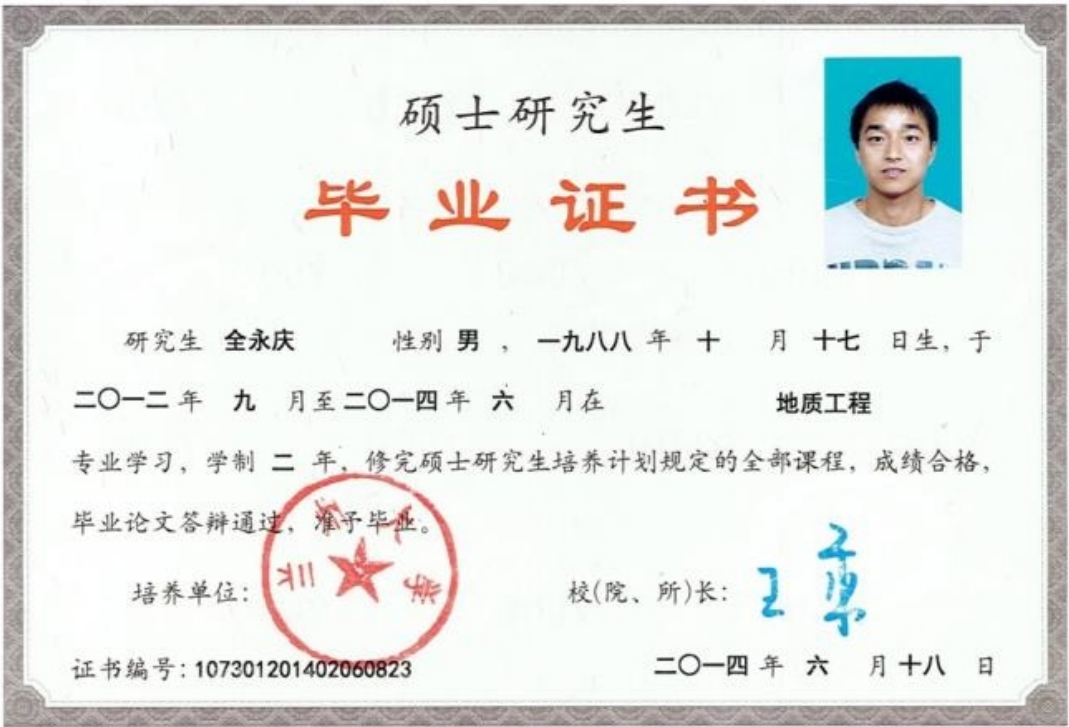 硕士研究生
毕业证书
研究生 全永庆 性别 男 ，一九八八 年 十 月 十七 日生，于
二〇一二 年 九 月至 二〇一四 年 六 月在 地质工程
专业学习，学制 二 年，修完硕士研究生培养计划规定的全部课程，成绩合格，
毕业论文答辩通过，准予毕业。
培养单位： 校(院、所)长：
证书编号：107301201402060823 二〇一四 年 六 月 十八 日